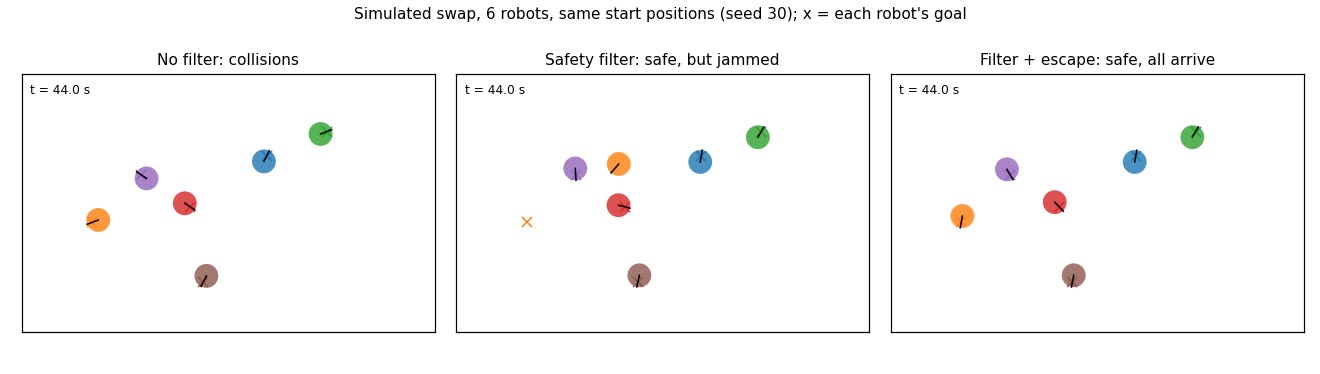 Simulated swap, 6 robots, same start positions (seed 30); x = each robot's goal
No filter: collisions
Safety filter: safe, but jammed
Filter + escape: safe, all arrive
t = 44.0 s
t = 44.0 s
t = 44.0 s